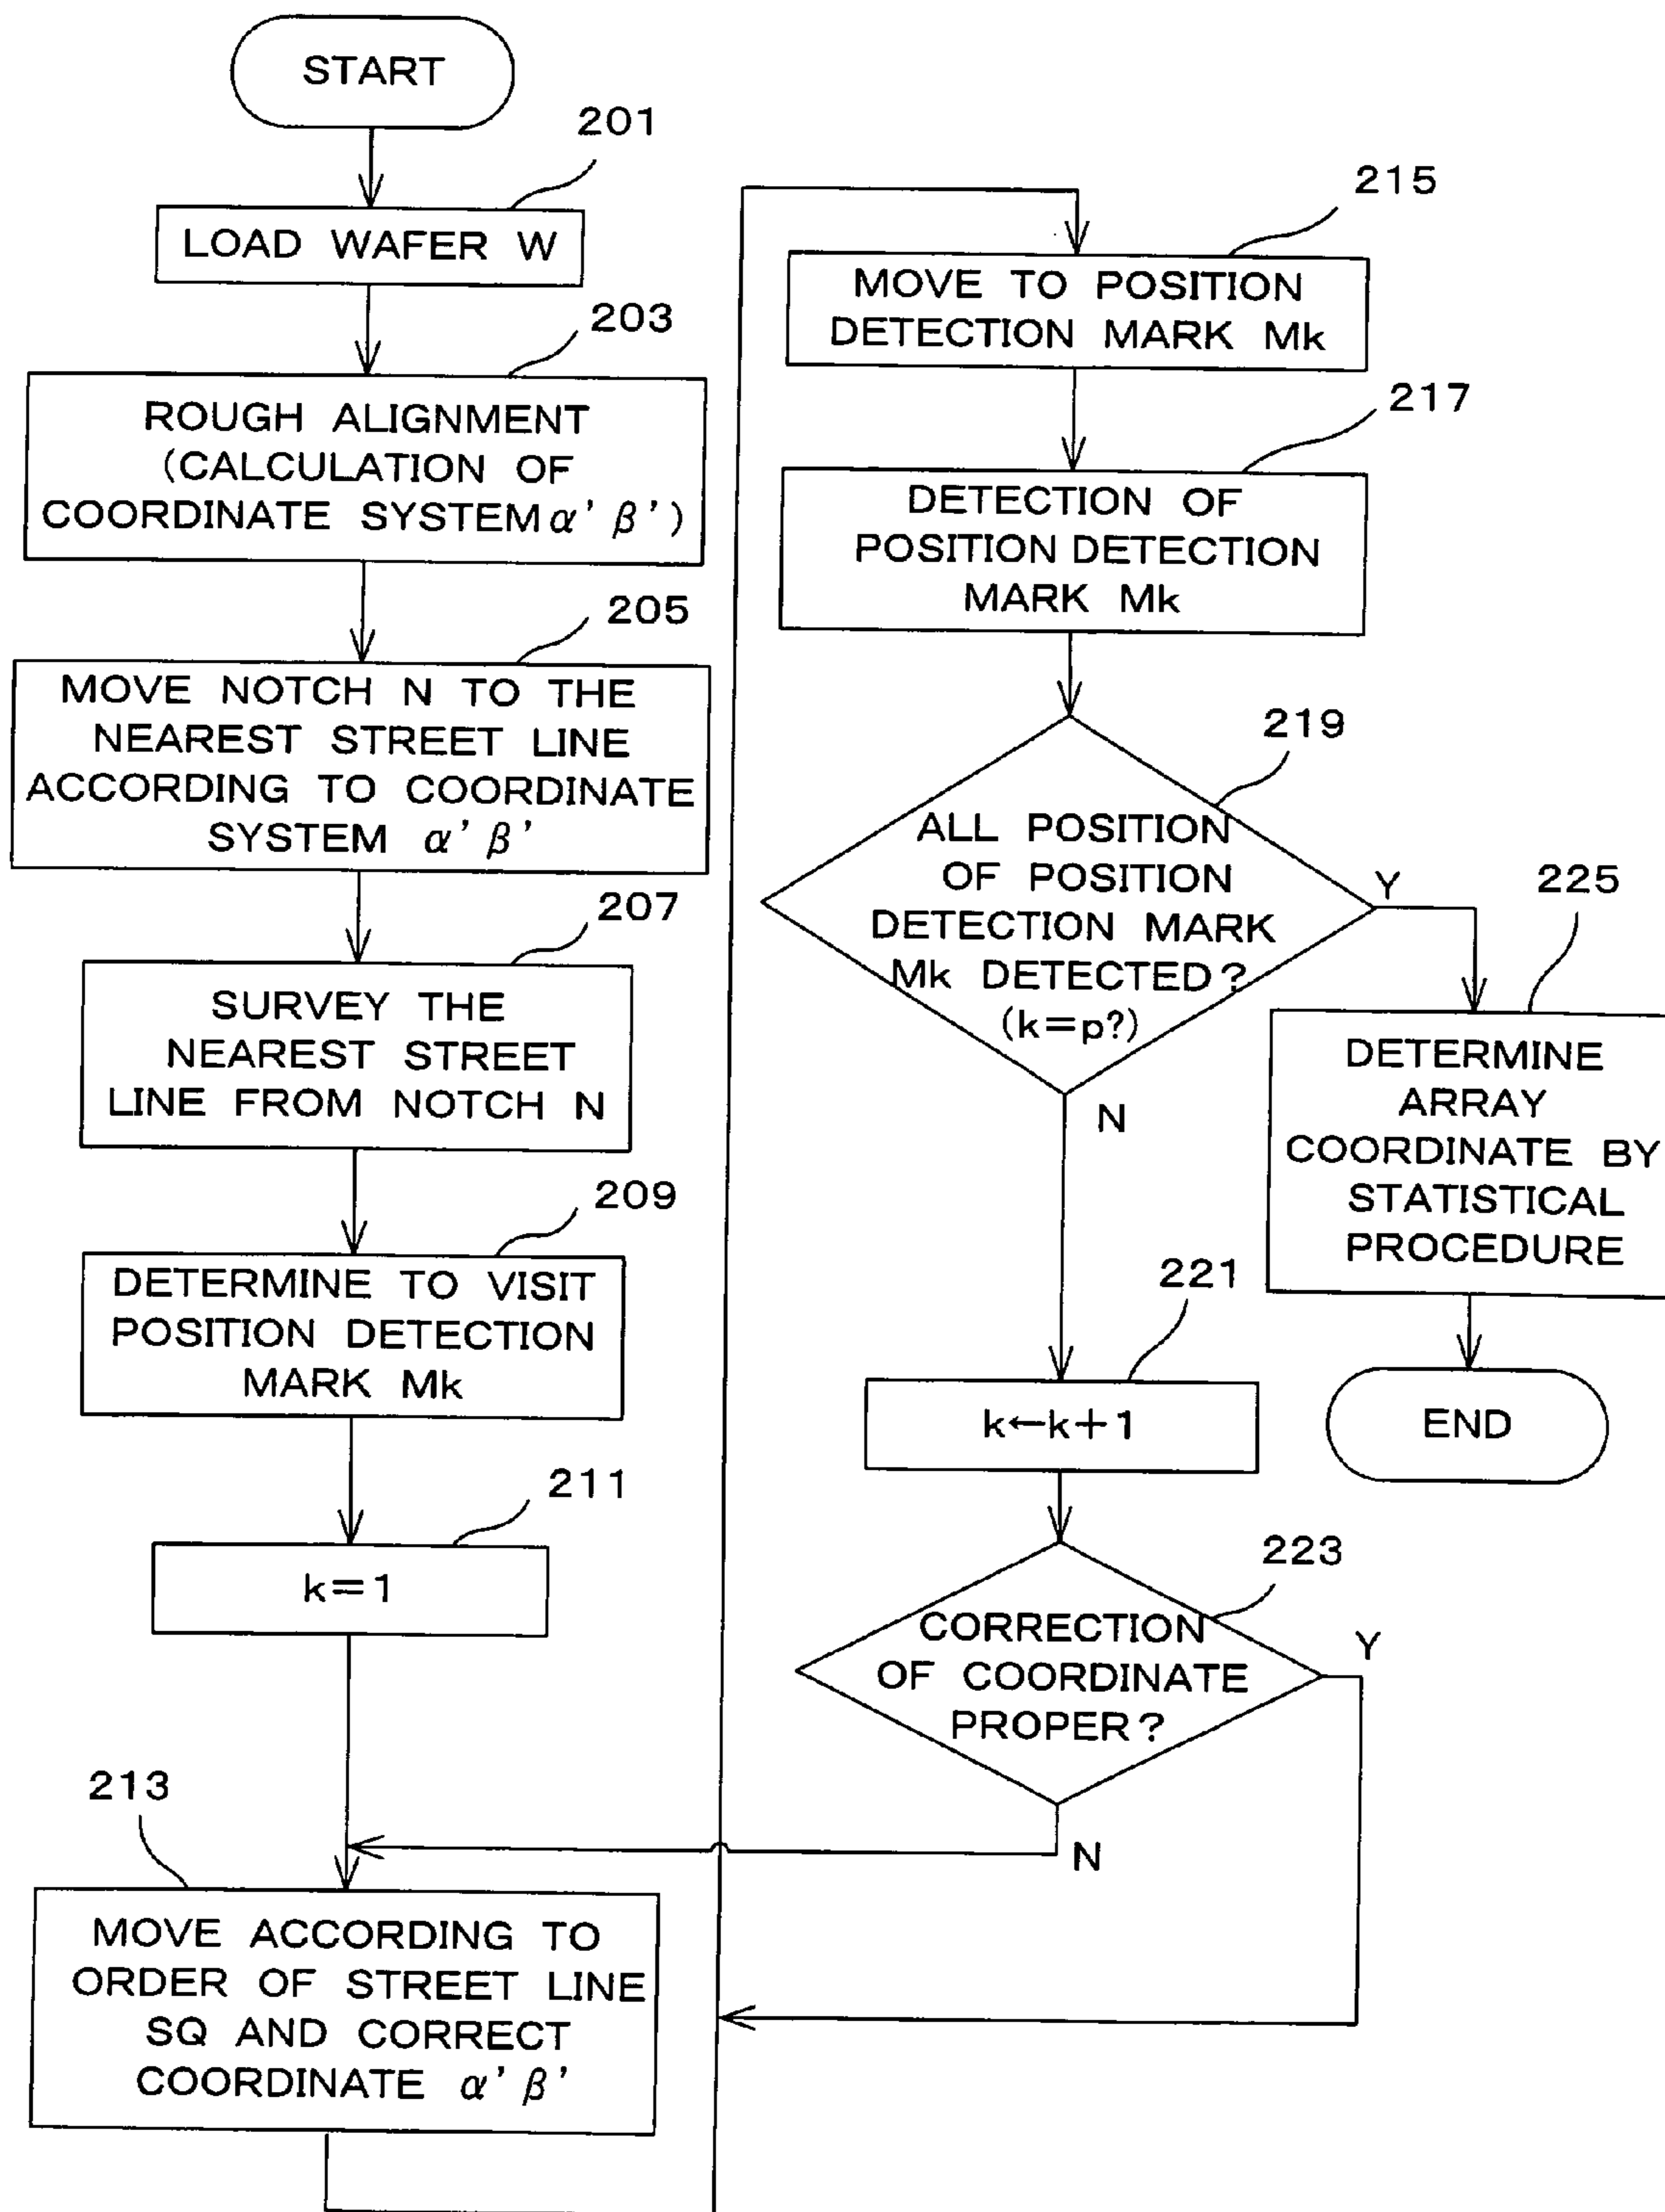 START
201
LOAD WAFER W
203
ROUGH ALIGNMENT
(CALCULATION OF
COORDINATE SYSTEM α' β')
205
MOVE NOTCH N TO THE
NEAREST STREET LINE
ACCORDING TO COORDINATE
SYSTEM α' β'
207
SURVEY THE
NEAREST STREET
LINE FROM NOTCH N
209
DETERMINE TO VISIT
POSITION DETECTION
MARK Mk
211
k=1
213
MOVE ACCORDING TO
ORDER OF STREET LINE
SQ AND CORRECT
COORDINATE α' β'
215
MOVE TO POSITION
DETECTION MARK Mk
217
DETECTION OF
POSITION DETECTION
MARK Mk
219
ALL POSITION
OF POSITION
DETECTION MARK
Mk DETECTED?
(k=p?)
Y
N
225
DETERMINE
ARRAY
COORDINATE BY
STATISTICAL
PROCEDURE
END
221
k←k+1
223
CORRECTION
OF COORDINATE
PROPER?
Y
N